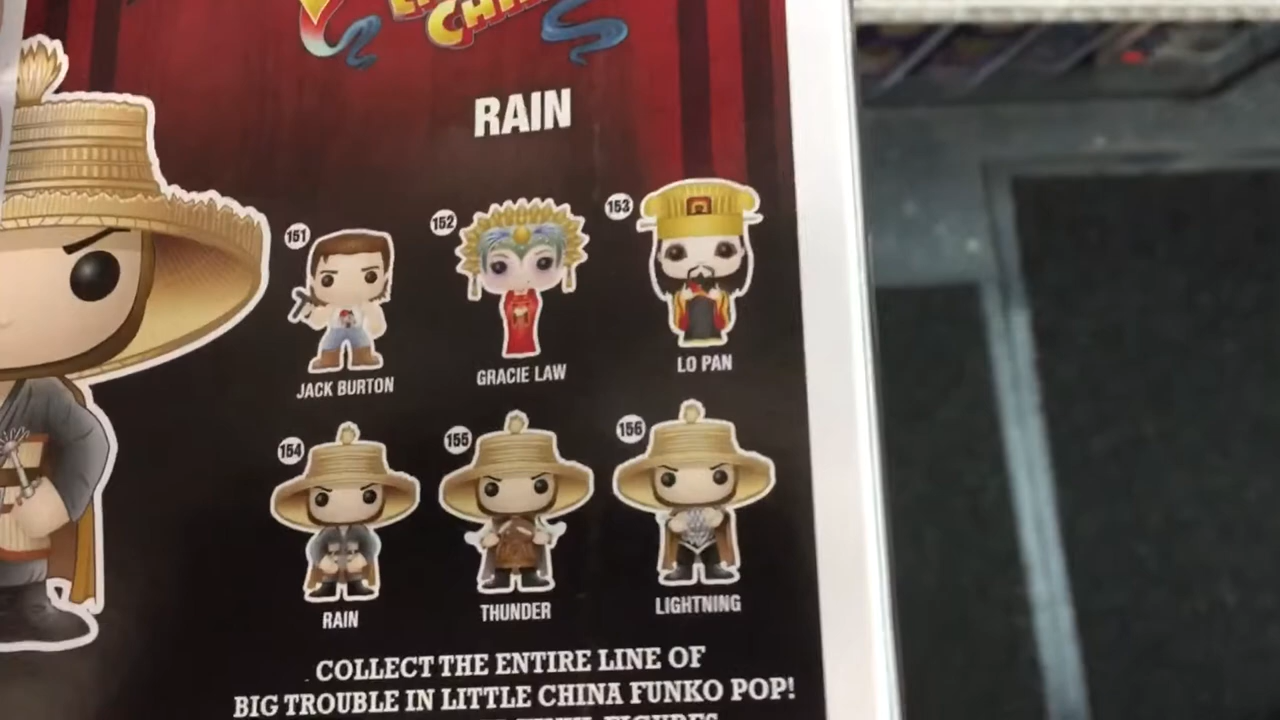 RAIN
151
152
153
JACK BURTON
GRACIE LAW
LO PAN
154
155
156
RAIN
THUNDER
LIGHTNING
COLLECT THE ENTIRE LINE OF
BIG TROUBLE IN LITTLE CHINA FUNKO POP!